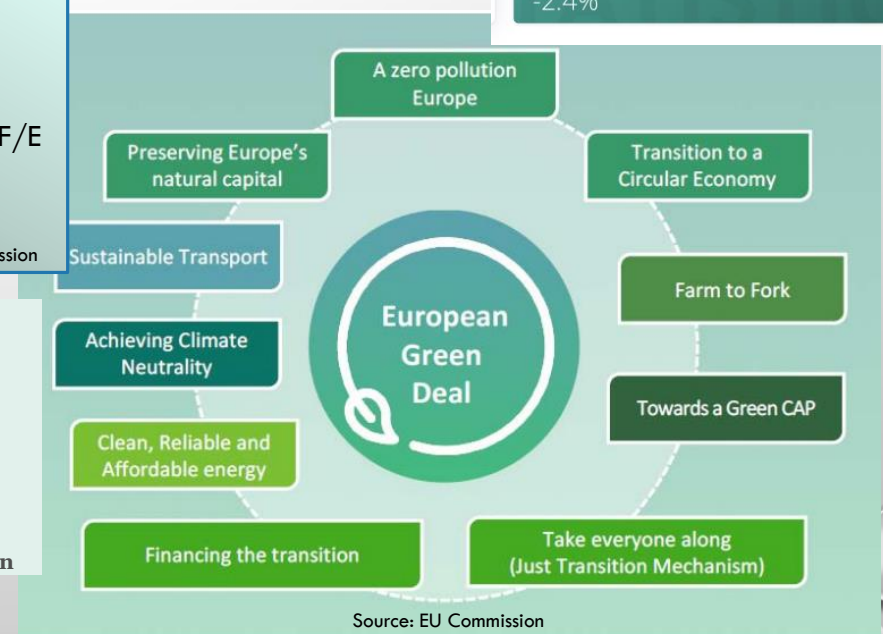 -2.4%
F/E
ssion
n
A zero pollution
Europe
Preserving Europe's
natural capital
Transition to a
Circular Economy
Sustainable Transport
Farm to Fork
European
Green
Deal
Achieving Climate
Neutrality
Towards a Green CAP
Clean, Reliable and
Affordable energy
Financing the transition
Take everyone along
(Just Transition Mechanism)
Source: EU Commission